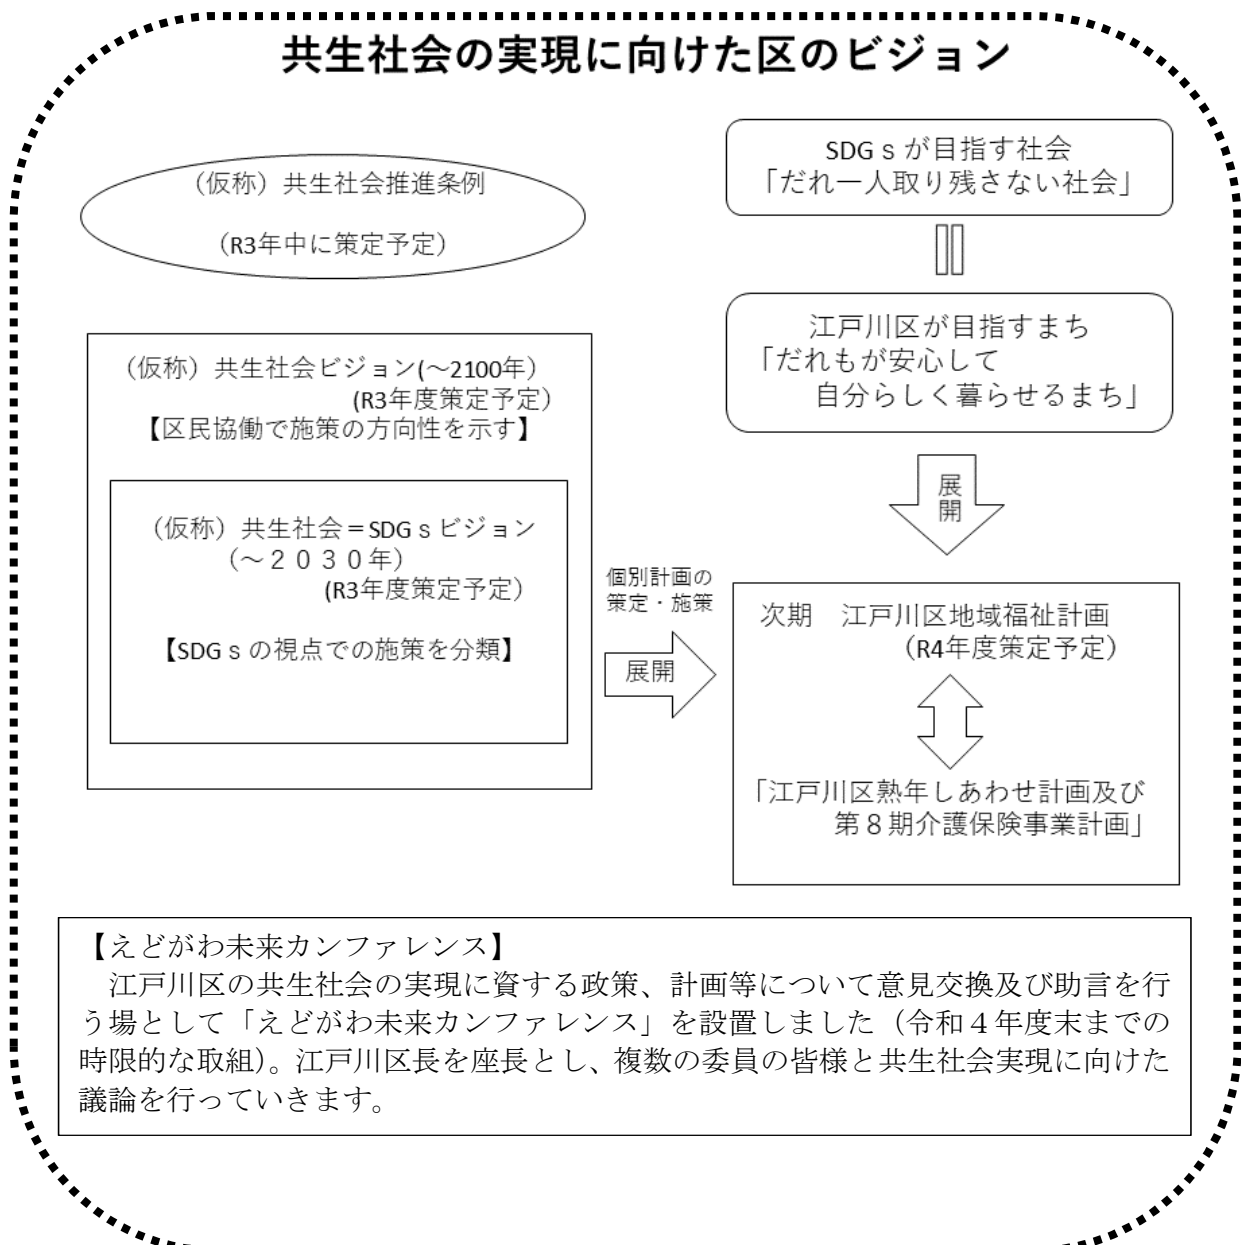 共生社会の実現に向けた区のビジョン
（仮称）共生社会推進条例
（R3年中に策定予定）
（仮称）共生社会ビジョン(～2100年）
(R3年度策定予定）
【区民協働で施策の方向性を示す】
（仮称）共生社会＝SDGｓビジョン
（～２０３０年）
(R3年度策定予定）
【SDGｓの視点での施策を分類】
個別計画の
策定・施策
展開
SDGｓが目指す社会
「だれ一人取り残さない社会」
江戸川区が目指すまち
「だれもが安心して
自分らしく暮らせるまち」
展
開
次期　江戸川区地域福祉計画
（R4年度策定予定）
「江戸川区熟年しあわせ計画及び
第８期介護保険事業計画」
【えどがわ未来カンファレンス】
　江戸川区の共生社会の実現に資する政策、計画等について意見交換及び助言を行
う場として「えどがわ未来カンファレンス」を設置しました（令和４年度末までの
時限的な取組）。江戸川区長を座長とし、複数の委員の皆様と共生社会実現に向けた
議論を行っていきます。